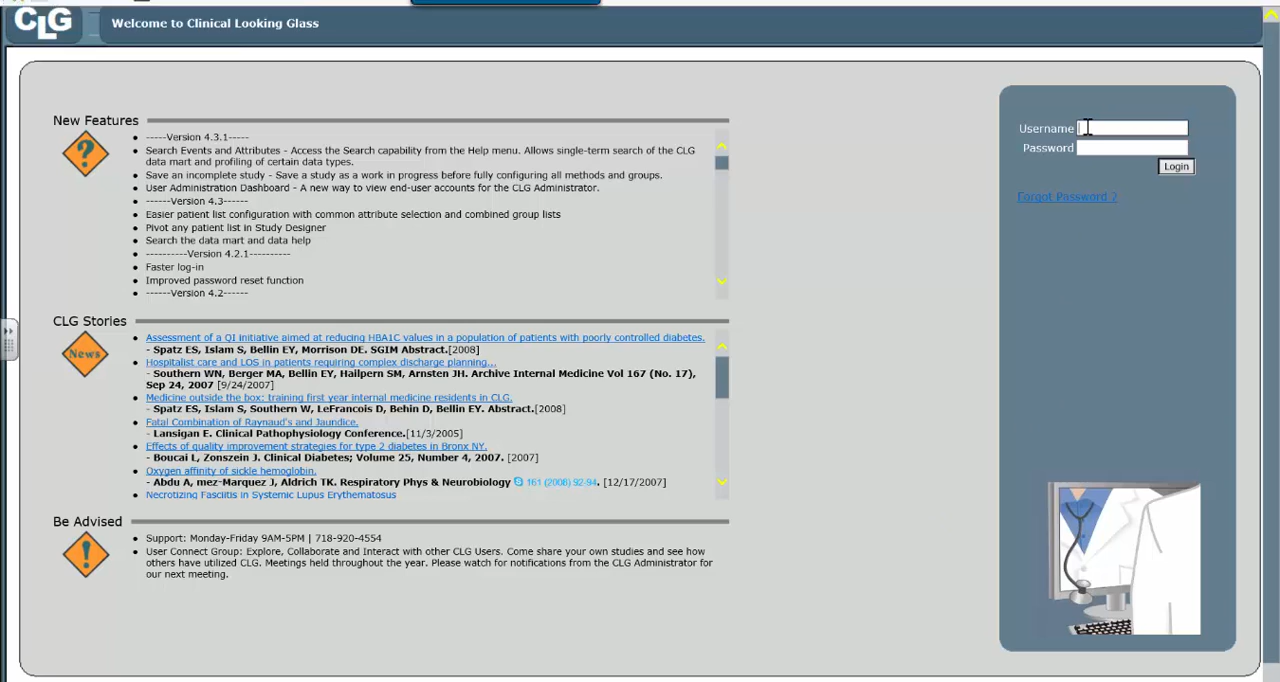 CLG
Welcome to Clinical Looking Glass
New Features
-----Version 4.3.1-----
Search Events and Attributes - Access the Search capability from the Help menu. Allows single-term search of the CLG
data mart and profiling of certain data types.
Save an incomplete study - Save a study as a work in progress before fully configuring all methods and groups.
User Administration Dashboard - A new way to view end-user accounts for the CLG Administrator.
------Version 4.3-----
Easier patient list configuration with common attribute selection and combined group lists
Pivot any patient list in Study Designer
Search the data mart and data help
----------Version 4.2.1----------
Faster log-in
Improved password reset function
------Version 4.2------
CLG Stories
News
Assessment of a QI initiative aimed at reducing HBA1C values in a population of patients with poorly controlled diabetes.
- Spatz ES, Islam S, Bellin EY, Morrison DE. SGIM Abstract.[2008]
Hospitalist care and LOS in patients requiring complex discharge planning...
- Southern WN, Berger MA, Bellin EY, Hailpern SM, Arnsten JH. Archive Internal Medicine Vol 167 (No. 17),
Sep 24, 2007 [9/24/2007]
Medicine outside the box: training first year internal medicine residents in CLG.
- Spatz ES, Islam S, Southern W, LeFrancois D, Behin D, Bellin EY. Abstract.[2008]
Fatal Combination of Raynaud's and Jaundice.
- Lansigan E. Clinical Pathophysiology Conference.[11/3/2005]
Effects of quality improvement strategies for type 2 diabetes in Bronx NY.
- Boucai L, Zonszein J. Clinical Diabetes; Volume 25, Number 4, 2007. [2007]
Oxygen affinity of sickle hemoglobin.
- Abdu A, mez-Marquez J, Aldrich TK. Respiratory Phys & Neurobiology 161 (2008) 92-94. [12/17/2007]
Necrotizing Fasciitis in Systemic Lupus Erythematosus
Be Advised
Support: Monday-Friday 9AM-5PM | 718-920-4554
User Connect Group: Explore, Collaborate and Interact with other CLG Users. Come share your own studies and see how
others have utilized CLG. Meetings held throughout the year. Please watch for notifications from the CLG Administrator for
our next meeting.
Username
Password
Login
Forgot Password ?